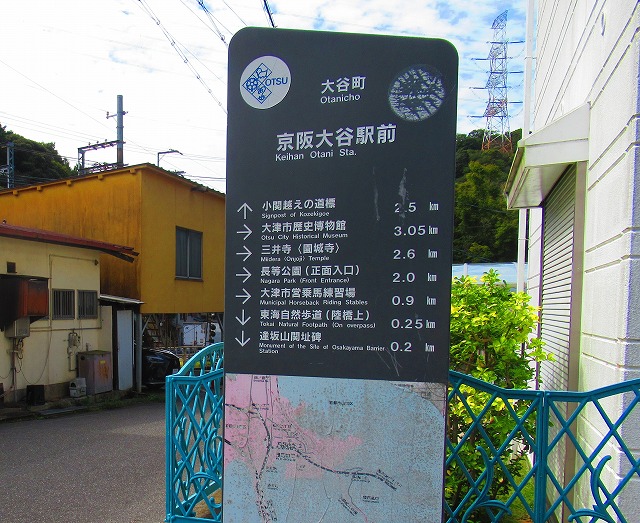 OTSU
大谷町
Otanicho
京阪大谷駅前
Keihan Otani Sta.
↑ 小関越えの道標 2.5 km
Signpost of Kozekigoe
→ 大津市歴史博物館 3.05 km
Otsu City Historical Museum
→ 三井寺〈園城寺〉 2.6 km
Miidera (Onjoji) Temple
→ 長等公園（正面入口） 2.0 km
Nagara Park (Front Entrance)
→ 大津市営乗馬練習場 0.9 km
Municipal Horseback Riding Stables
↓ 東海自然歩道（陸橋上） 0.25 km
Tokai Natural Footpath (On overpass)
↓ 逢坂山関址碑 0.2 km
Monument of the Site of Osakayama Barrier
Station